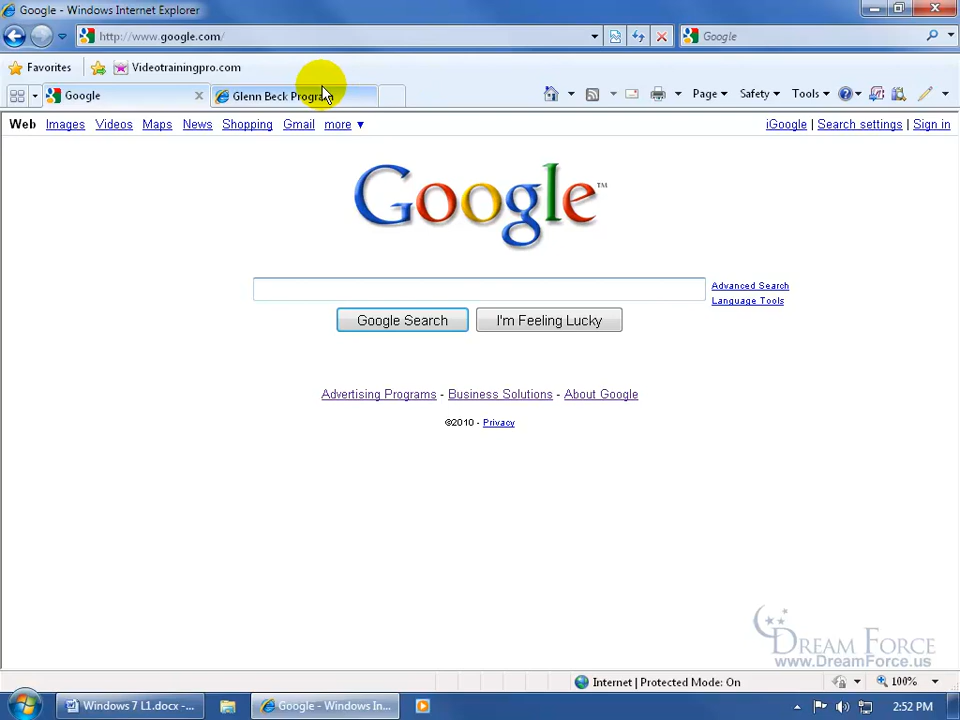 Google - Windows Internet Explorer
http://www.google.com/
Google
Favorites
Videotrainingpro.com
Google
Glenn Beck Program
Page
Safety
Tools
Web Images Videos Maps News Shopping Gmail more ▼
iGoogle | Search settings | Sign in
Google™
Advanced Search
Language Tools
Google Search
I'm Feeling Lucky
Advertising Programs - Business Solutions - About Google
©2010 - Privacy
DREAM FORCE
www.DreamForce.us
Internet | Protected Mode: On
100%
Windows 7 L1.docx -...
Google - Windows In...
2:52 PM